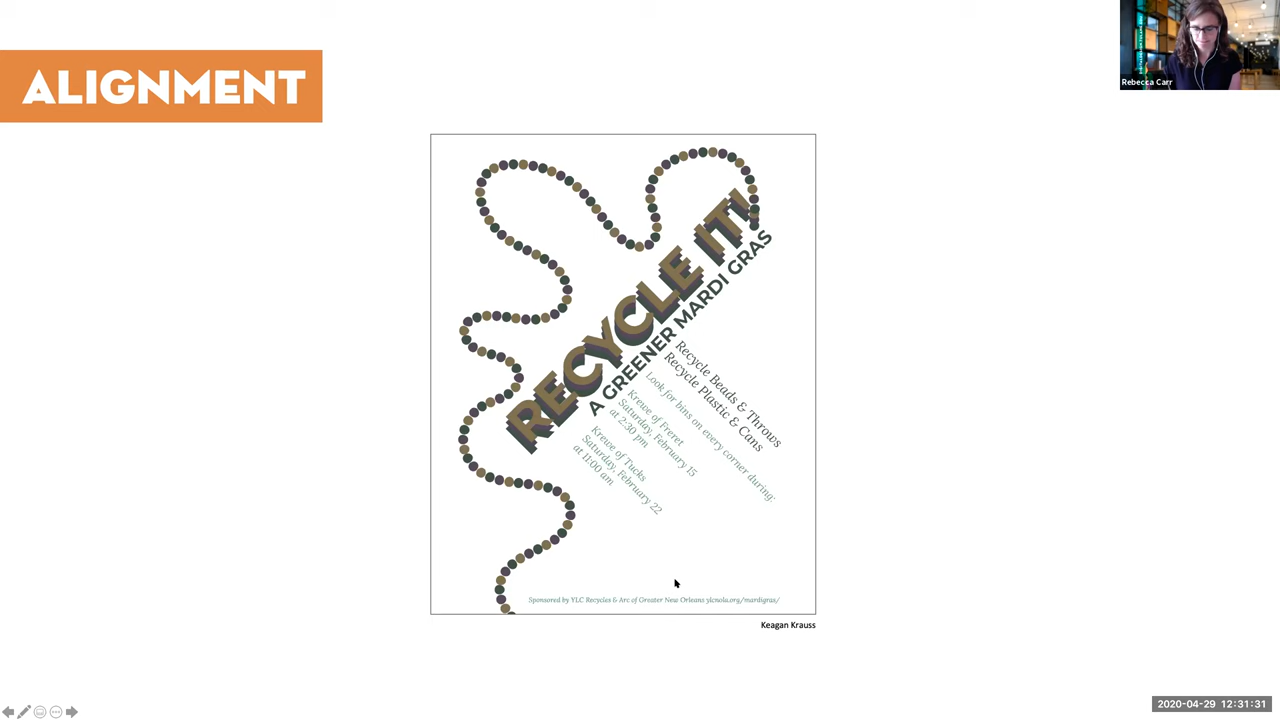 ALIGNMENT
Rebecca Carr
RECYCLE IT!
A GREENER MARDI GRAS
Recycle Beads & Throws
Recycle Plastic & Cans
Look for bins on every corner during:
Krewe of Freret
Saturday, February 15
at 2:30 pm
Krewe of Tucks
Saturday, February 22
at 11:00 am
Sponsored by YLC Recycles & Arc of Greater New Orleans ylcnola.org/mardigras/
Keagan Krauss
2020-04-29 12:31:31